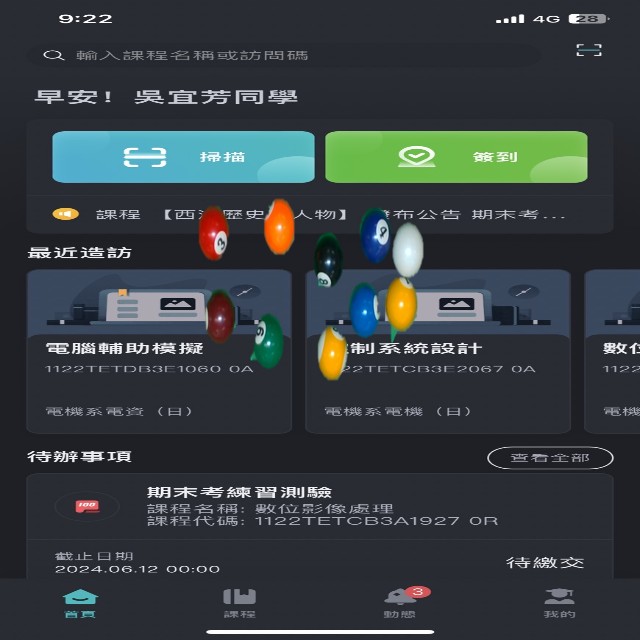 9:22
4G 28
輸入課程名稱或訪問碼
早安！吳宜芳同學
掃描
簽到
課程 【西 歷史 人物】 布公告 期末考...
最近造訪
電腦輔助模擬
1122TETDB3E1060 0A
電機系電資（日）
制系統設計
22TETCB3E2067 0A
電機系電機（日）
數位
1122
電機
待辦事項
查看全部
100
期末考練習測驗
課程名稱: 數位影像處理
課程代碼: 1122TETCB3A1927 0R
截止日期
2024.06.12 00:00
待繳交
3
首頁
課程
動態
我的
3
8
4
6